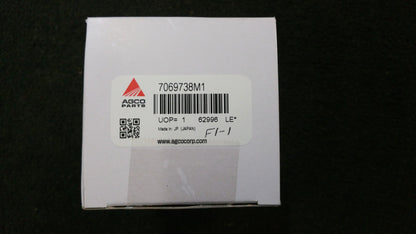 7069738M1
AGCO
PARTS
UOP= 1 62996 LE*
Made in JP (JAPAN)
F1-1
www.agcocorp.com